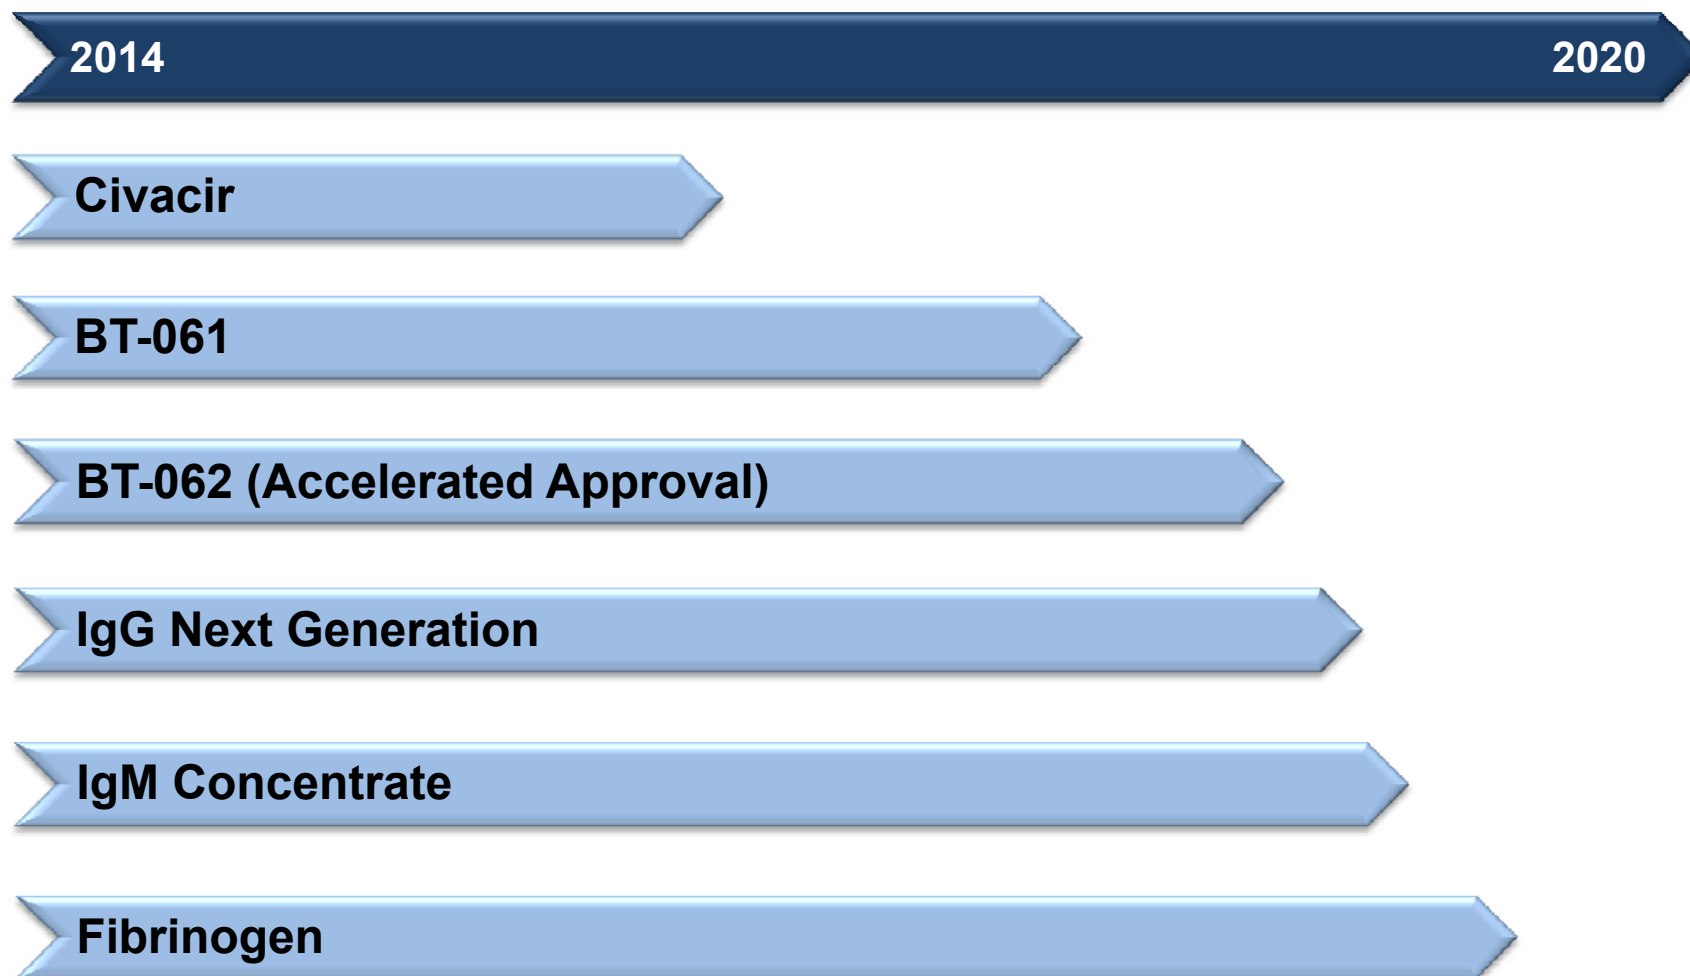 2014 2020
Civacir
BT-061
BT-062 (Accelerated Approval)
IgG Next Generation
IgM Concentrate
Fibrinogen